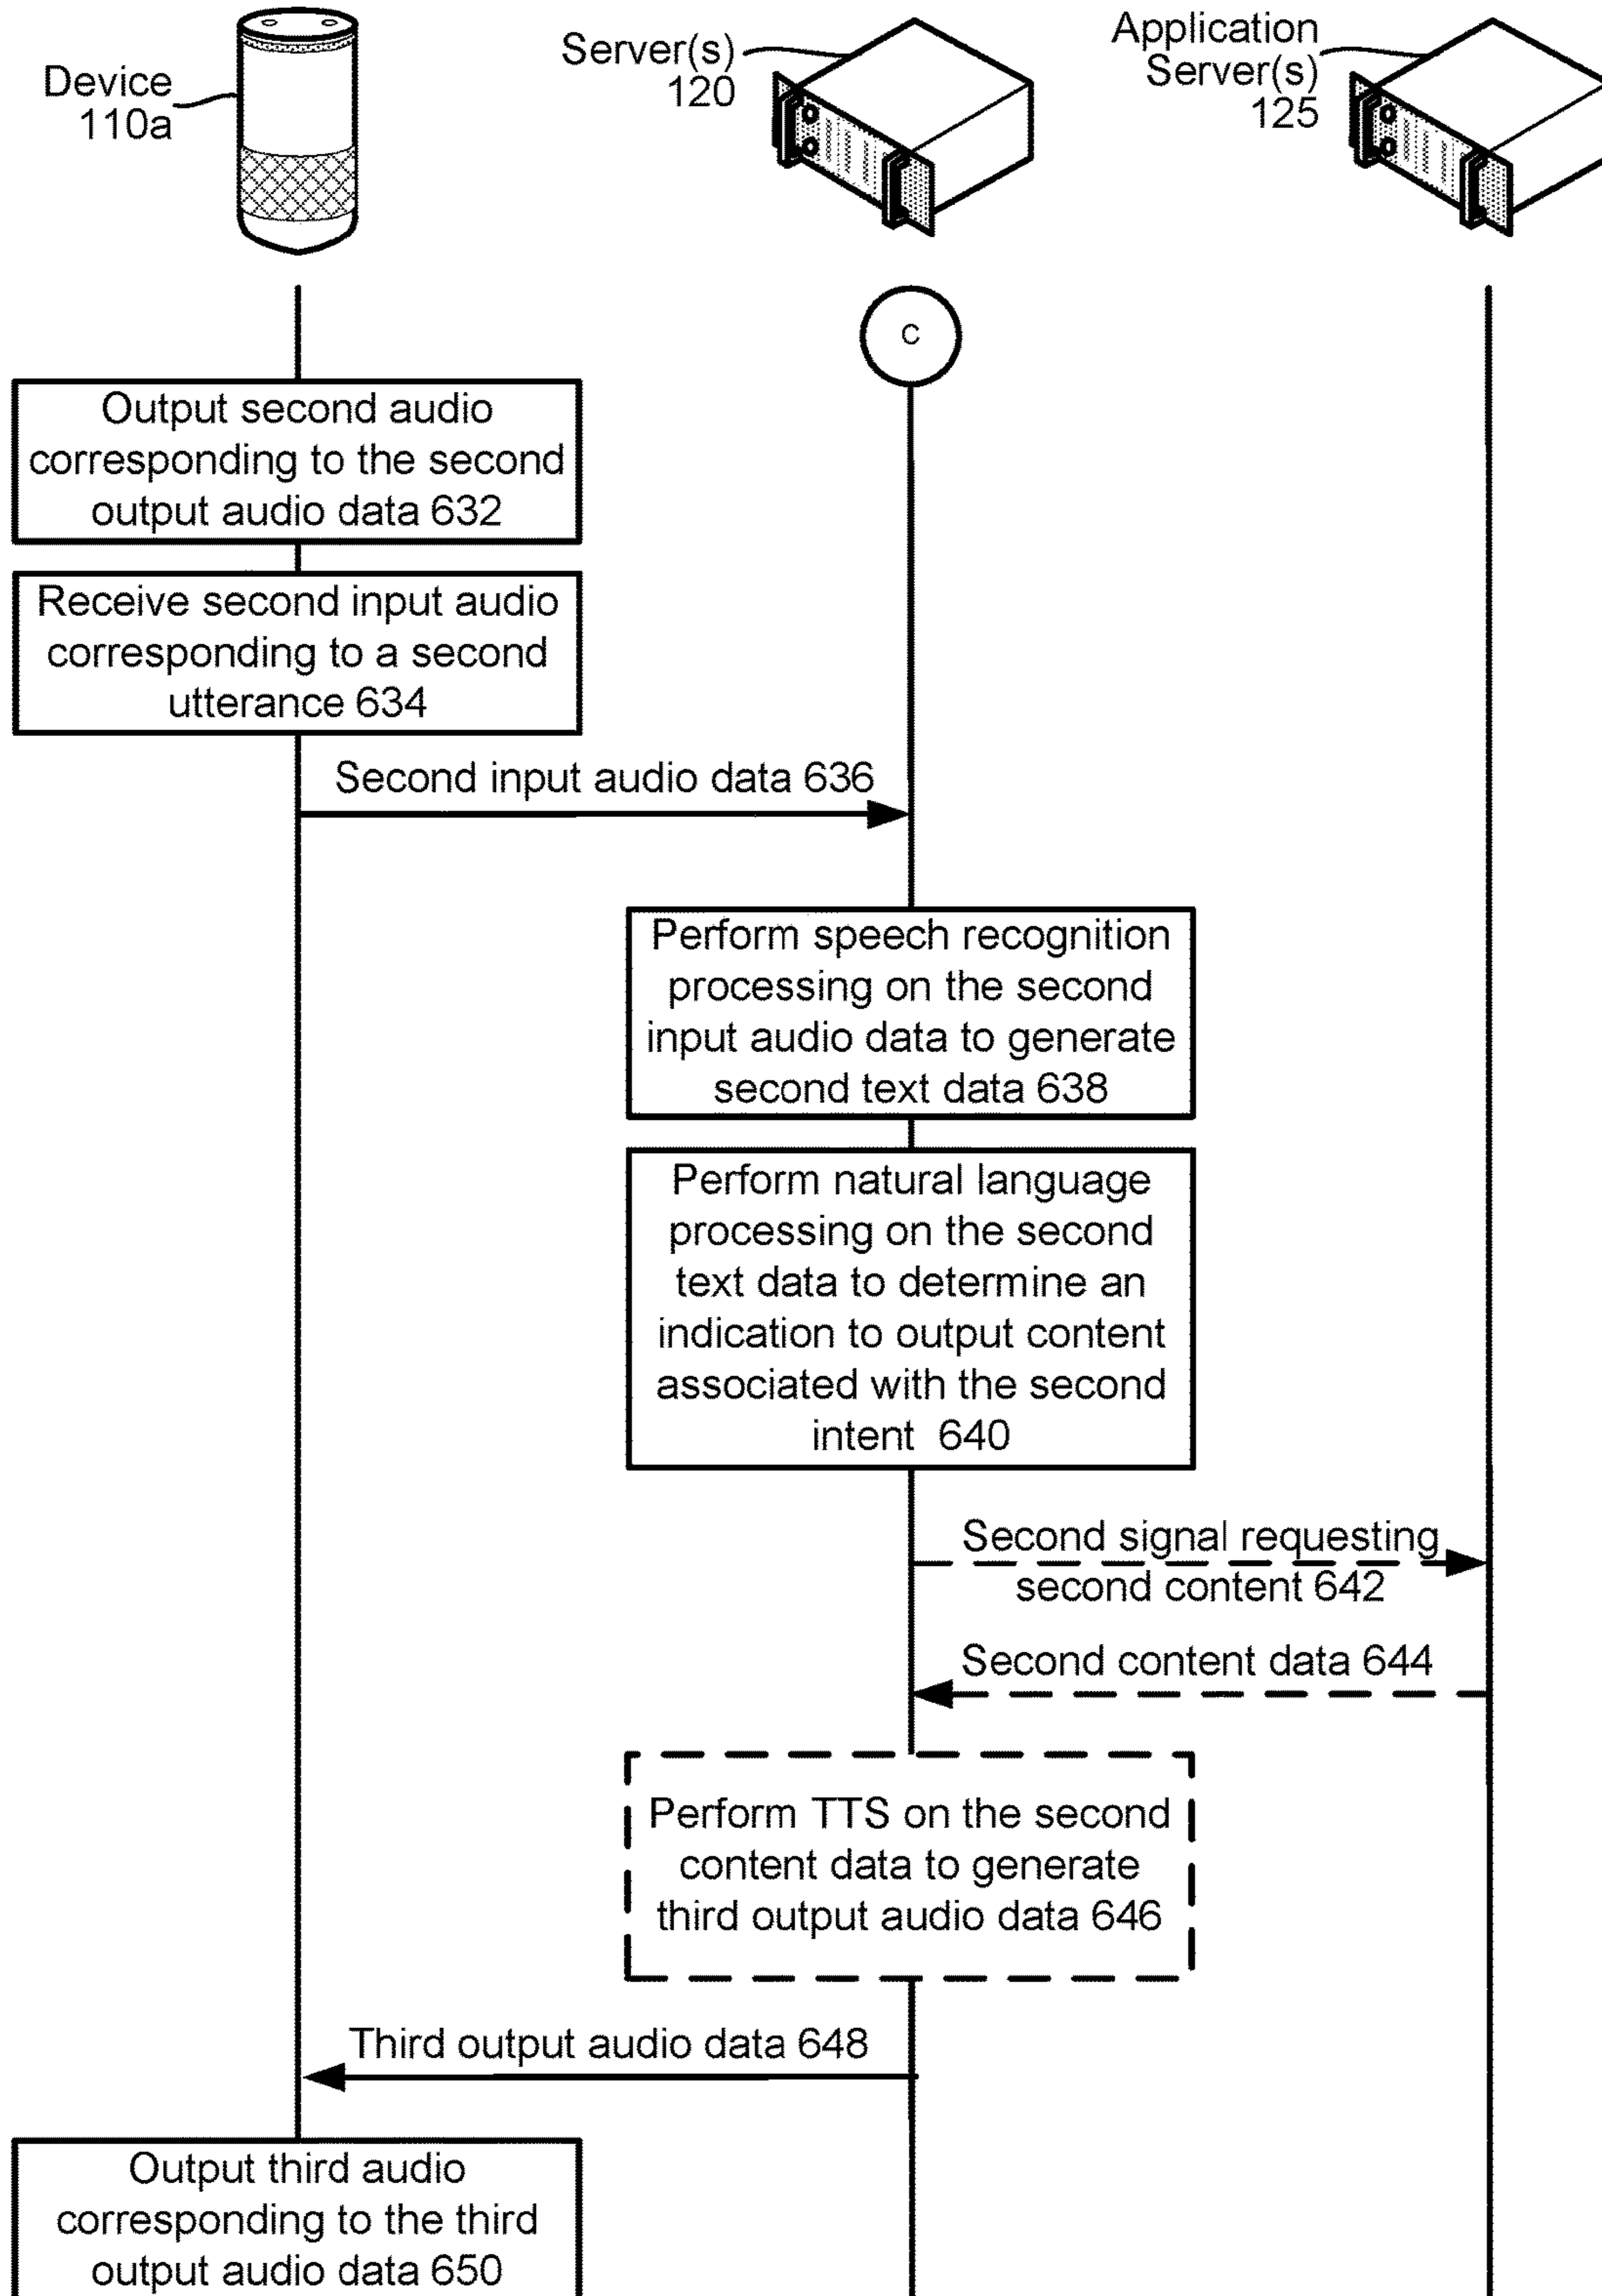 Device
110a
Server(s)
120
Application
Server(s)
125
C
Output second audio
corresponding to the second
output audio data 632
Receive second input audio
corresponding to a second
utterance 634
Second input audio data 636
Perform speech recognition
processing on the second
input audio data to generate
second text data 638
Perform natural language
processing on the second
text data to determine an
indication to output content
associated with the second
intent 640
Second signal requesting
second content 642
Second content data 644
Perform TTS on the second
content data to generate
third output audio data 646
Third output audio data 648
Output third audio
corresponding to the third
output audio data 650